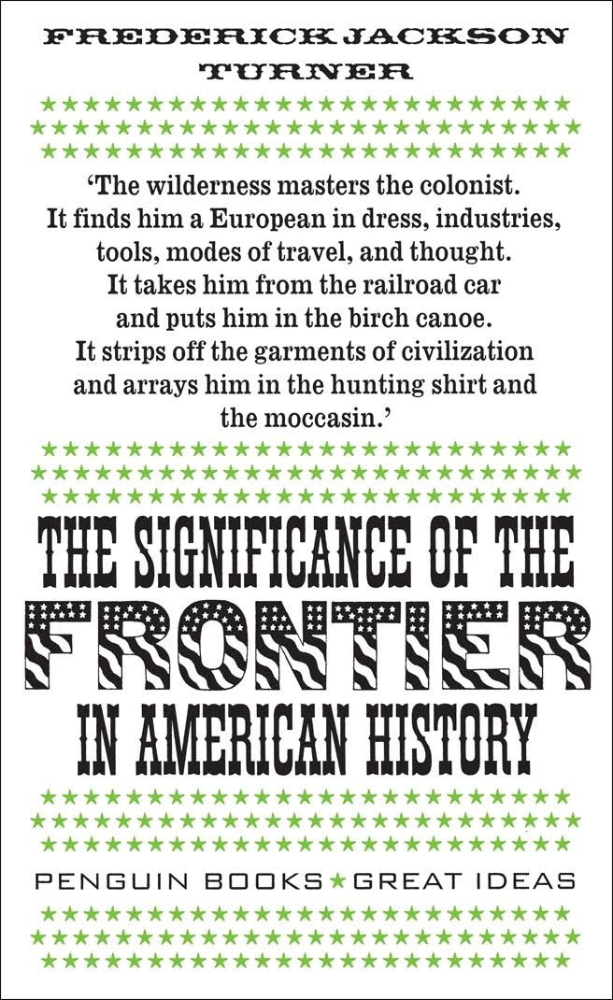 FREDERICK JACKSON
TURNER
‘The wilderness masters the colonist.
It finds him a European in dress, industries,
tools, modes of travel, and thought.
It takes him from the railroad car
and puts him in the birch canoe.
It strips off the garments of civilization
and arrays him in the hunting shirt and
the moccasin.’
THE SIGNIFICANCE OF THE
FRONTIER
IN AMERICAN HISTORY
PENGUIN BOOKS ★ GREAT IDEAS